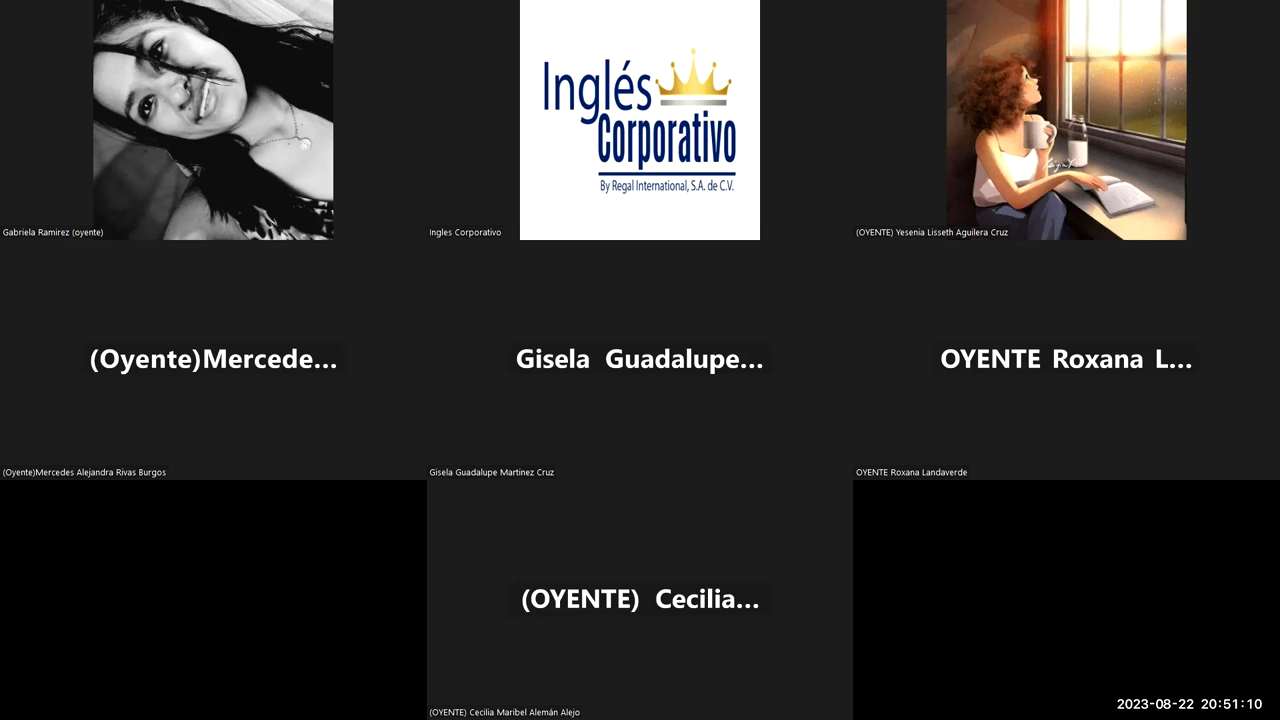 Inglés
Corporativo
By Regal International, S.A. de C.V.
Gabriela Ramirez (oyente)
Ingles Corporativo
(OYENTE) Yesenia Lisseth Aguilera Cruz
(Oyente)Mercede...
Gisela Guadalupe...
OYENTE Roxana L...
(Oyente)Mercedes Alejandra Rivas Burgos
Gisela Guadalupe Martinez Cruz
OYENTE Roxana Landaverde
(OYENTE) Cecilia...
(OYENTE) Cecilia Maribel Alemán Alejo
2023-08-22 20:51:10